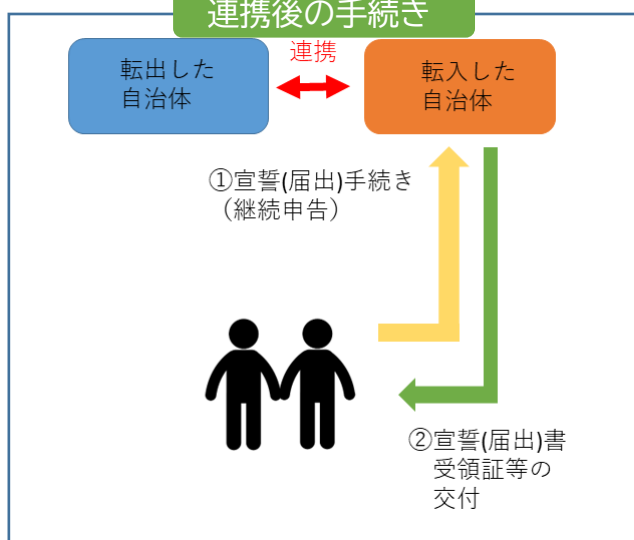 連携後の手続き
転出した
自治体
連携
転入した
自治体
①宣誓(届出)手続き
（継続申告）
②宣誓(届出)書
受領証等の
交付